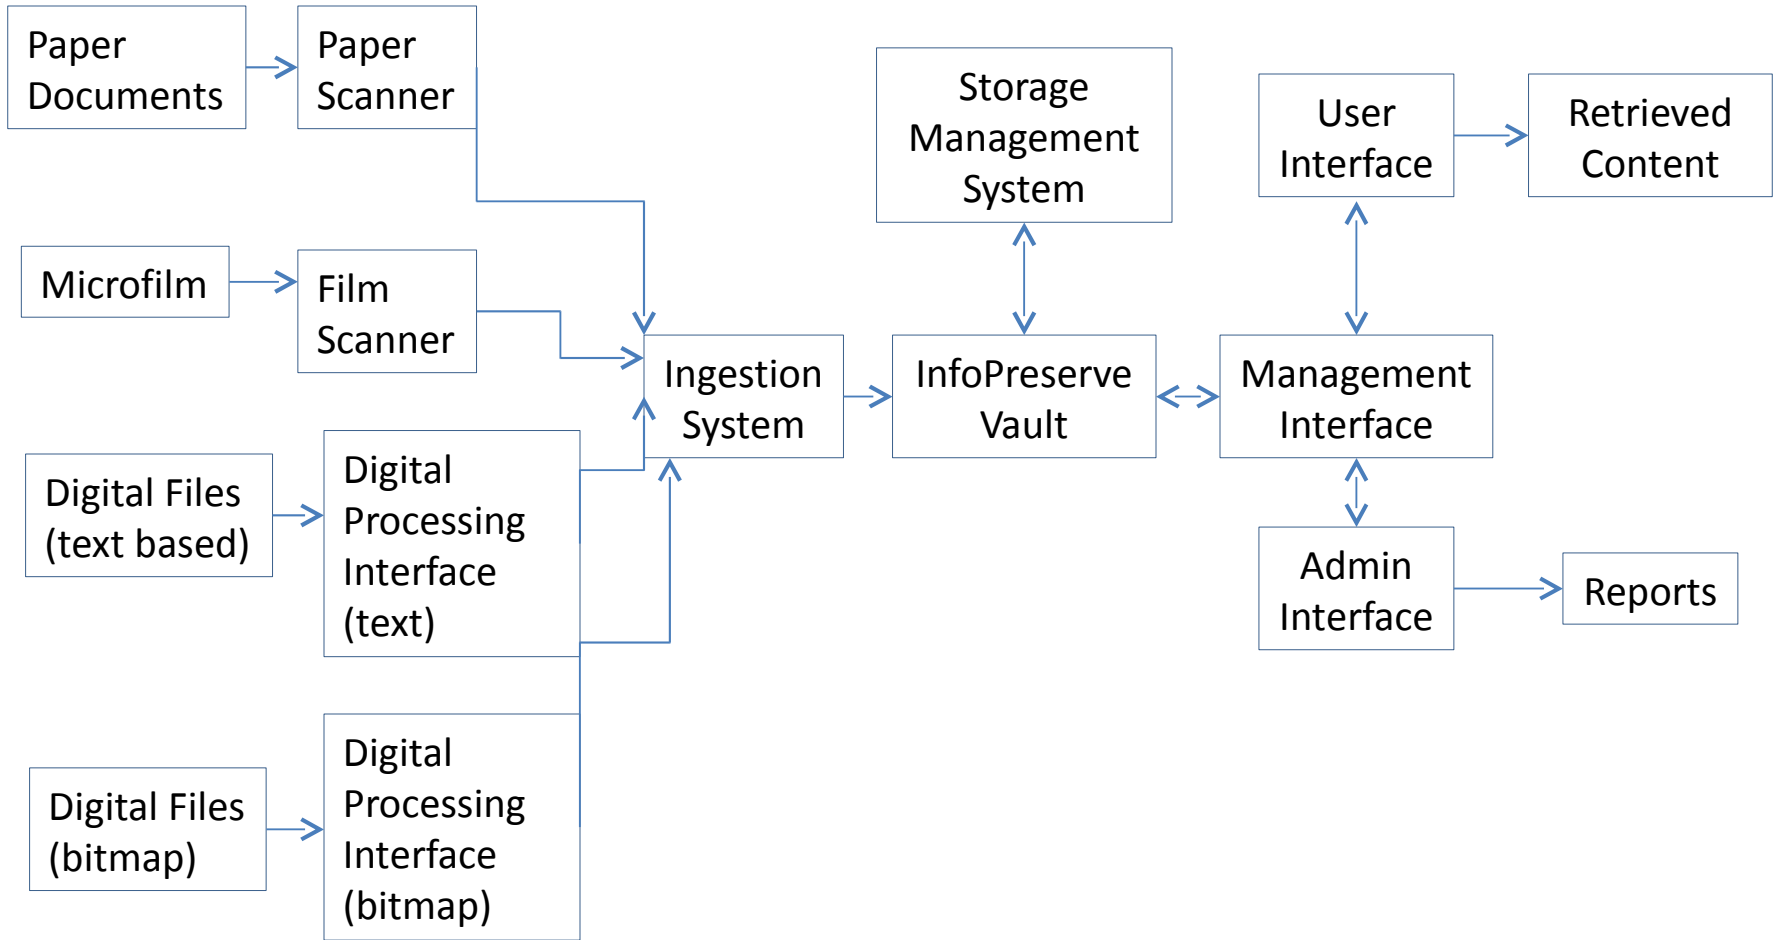 Paper
Documents
Paper
Scanner
Storage
Management
System
User
Interface
Retrieved
Content
Microfilm
Film
Scanner
Ingestion
System
InfoPreserve
Vault
Management
Interface
Digital Files
(text based)
Digital
Processing
Interface
(text)
Admin
Interface
Reports
Digital Files
(bitmap)
Digital
Processing
Interface
(bitmap)